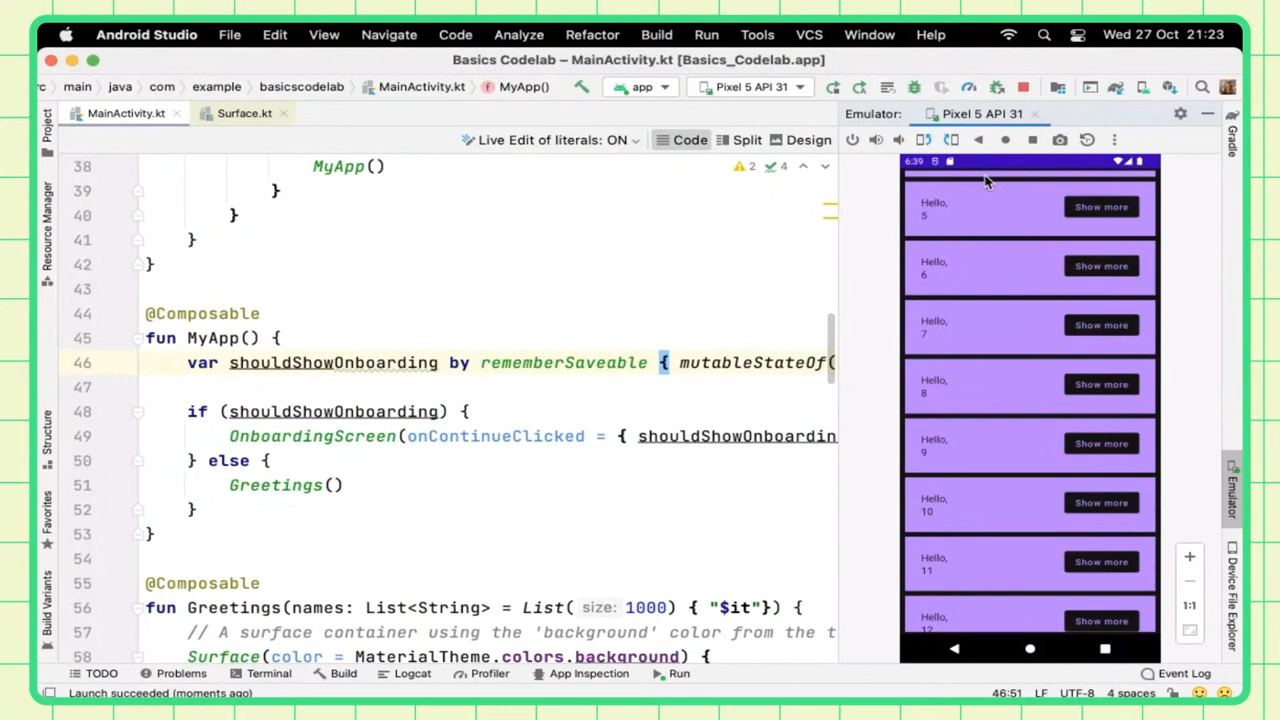 Android Studio File Edit View Navigate Code Analyze Refactor Build Run Tools VCS Window Help Wed 27 Oct 21:23
Basics Codelab – MainActivity.kt [Basics_Codelab.app]
rc main java com example basicscodelab MainActivity.kt MyApp() app Pixel 5 API 31
MainActivity.kt Surface.kt
Emulator: Pixel 5 API 31
Live Edit of literals: ON Code Split Design
Project
Resource Manager
Structure
Favorites
Build Variants
38 MyApp()
39 }
40 }
41 }
42 }
43
44 @Composable
45 fun MyApp() {
46 var shouldShowOnboarding by rememberSaveable { mutableStateOf(
47
48 if (shouldShowOnboarding) {
49 OnboardingScreen(onContinueClicked = { shouldShowOnboardin
50 } else {
51 Greetings()
52 }
53 }
54
55 @Composable
56 fun Greetings(names: List<String> = List( size: 1000) { "$it"}) {
57 // A surface container using the 'background' color from the t
58 Surface(color = MaterialTheme.colors.background) {
2 4
6:39
Hello,
5
Show more
Hello,
6
Show more
Hello,
7
Show more
Hello,
8
Show more
Hello,
9
Show more
Hello,
10
Show more
Hello,
11
Show more
Hello,
12
Show more
1:1
Gradle
Emulator
Device File Explorer
TODO Problems Terminal Build Logcat Profiler App Inspection Run Event Log
Launch succeeded (moments ago) 46:51 LF UTF-8 4 spaces